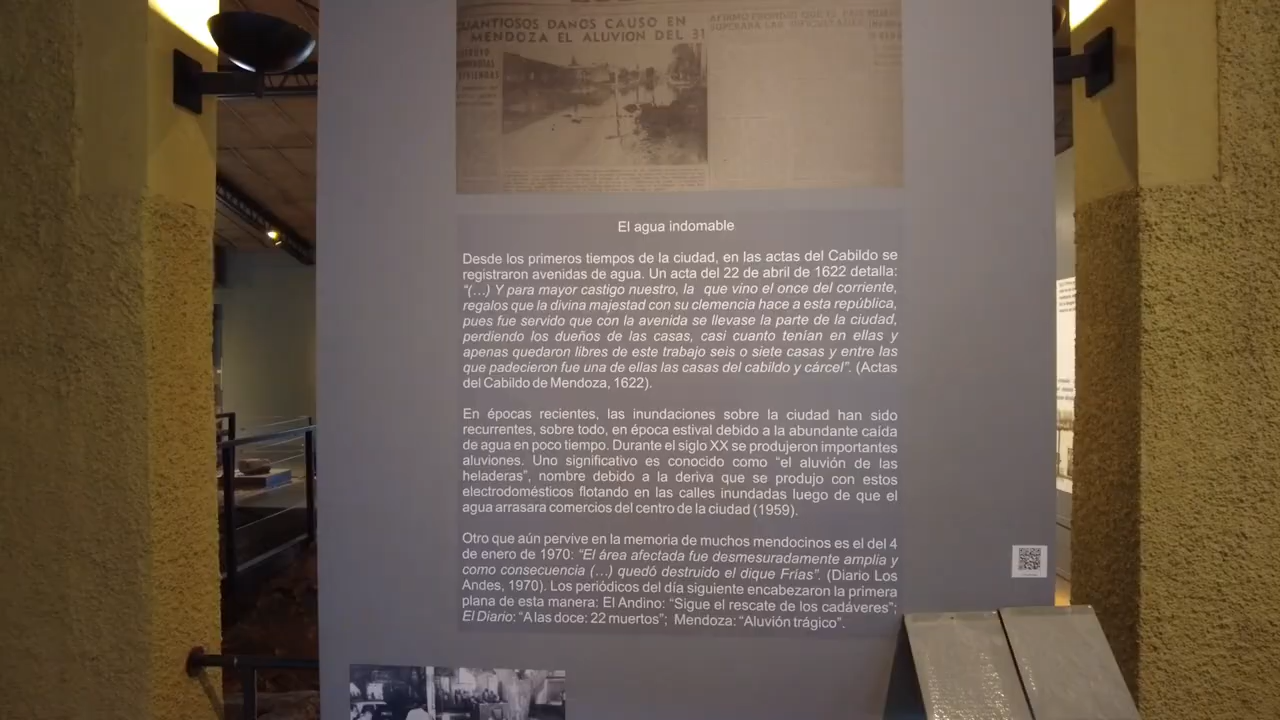 CUANTIOSOS DAÑOS CAUSO EN
MENDOZA EL ALUVION DEL 31
El agua indomable
Desde los primeros tiempos de la ciudad, en las actas del Cabildo se
registraron avenidas de agua. Un acta del 22 de abril de 1622 detalla:
“(…) Y para mayor castigo nuestro, la que vino el once del corriente,
regalos que la divina majestad con su clemencia hace a esta república,
pues fue servido que con la avenida se llevase la parte de la ciudad,
perdiendo los dueños de las casas, casi cuanto tenían en ellas y
apenas quedaron libres de este trabajo seis o siete casas y entre las
que padecieron fue una de ellas las casas del cabildo y cárcel”. (Actas
del Cabildo de Mendoza, 1622).
En épocas recientes, las inundaciones sobre la ciudad han sido
recurrentes, sobre todo, en época estival debido a la abundante caída
de agua en poco tiempo. Durante el siglo XX se produjeron importantes
aluviones. Uno significativo es conocido como “el aluvión de las
heladeras”, nombre debido a la deriva que se produjo con estos
electrodomésticos flotando en las calles inundadas luego de que el
agua arrasara comercios del centro de la ciudad (1959).
Otro que aún pervive en la memoria de muchos mendocinos es el del 4
de enero de 1970: “El área afectada fue desmesuradamente amplia y
como consecuencia (…) quedó destruido el dique Frías”. (Diario Los
Andes, 1970). Los periódicos del día siguiente encabezaron la primera
plana de esta manera: El Andino: “Sigue el rescate de los cadáveres”;
El Diario: “A las doce: 22 muertos”; Mendoza: “Aluvión trágico”.